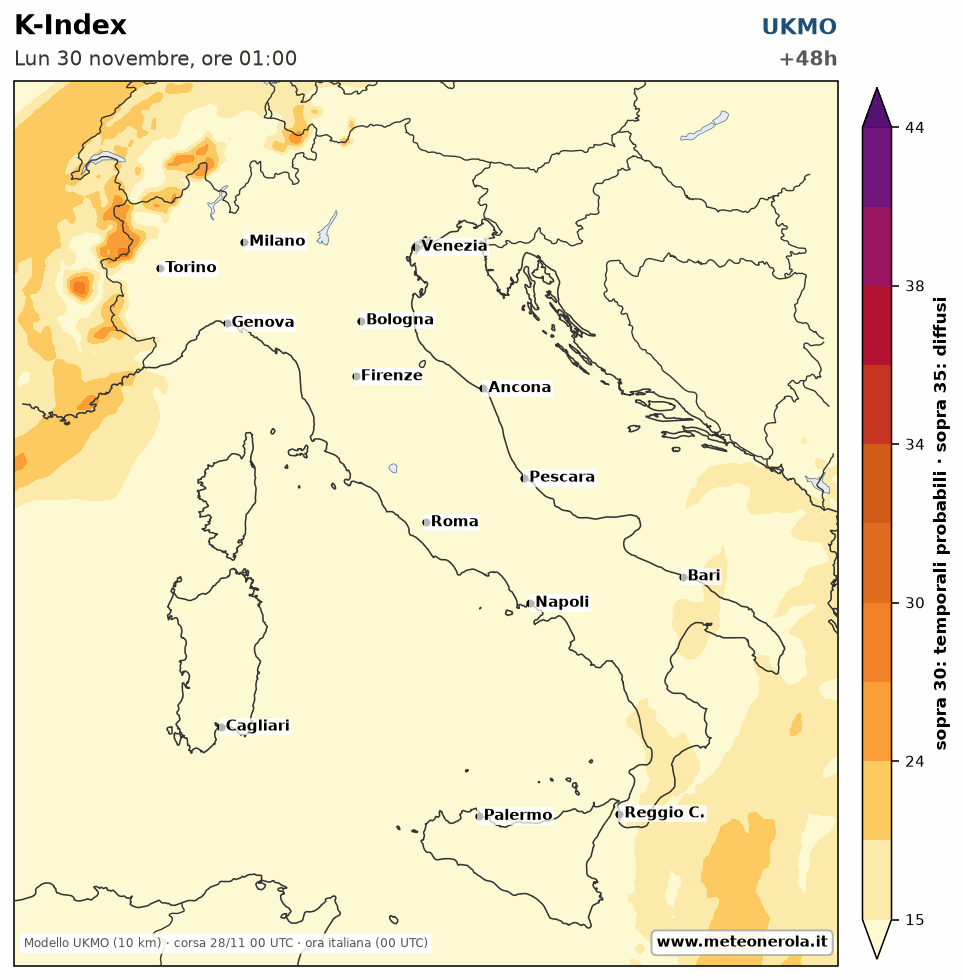 K-Index
UKMO
Lun 30 novembre, ore 01:00
+48h
Milano
Venezia
Torino
Genova
Bologna
Firenze
Ancona
Pescara
Roma
Bari
Napoli
Cagliari
Palermo
Reggio C.
44
38
34
30
24
15
sopra 30: temporali probabili · sopra 35: diffusi
Modello UKMO (10 km) · corsa 28/11 00 UTC · ora italiana (00 UTC)
www.meteonerola.it